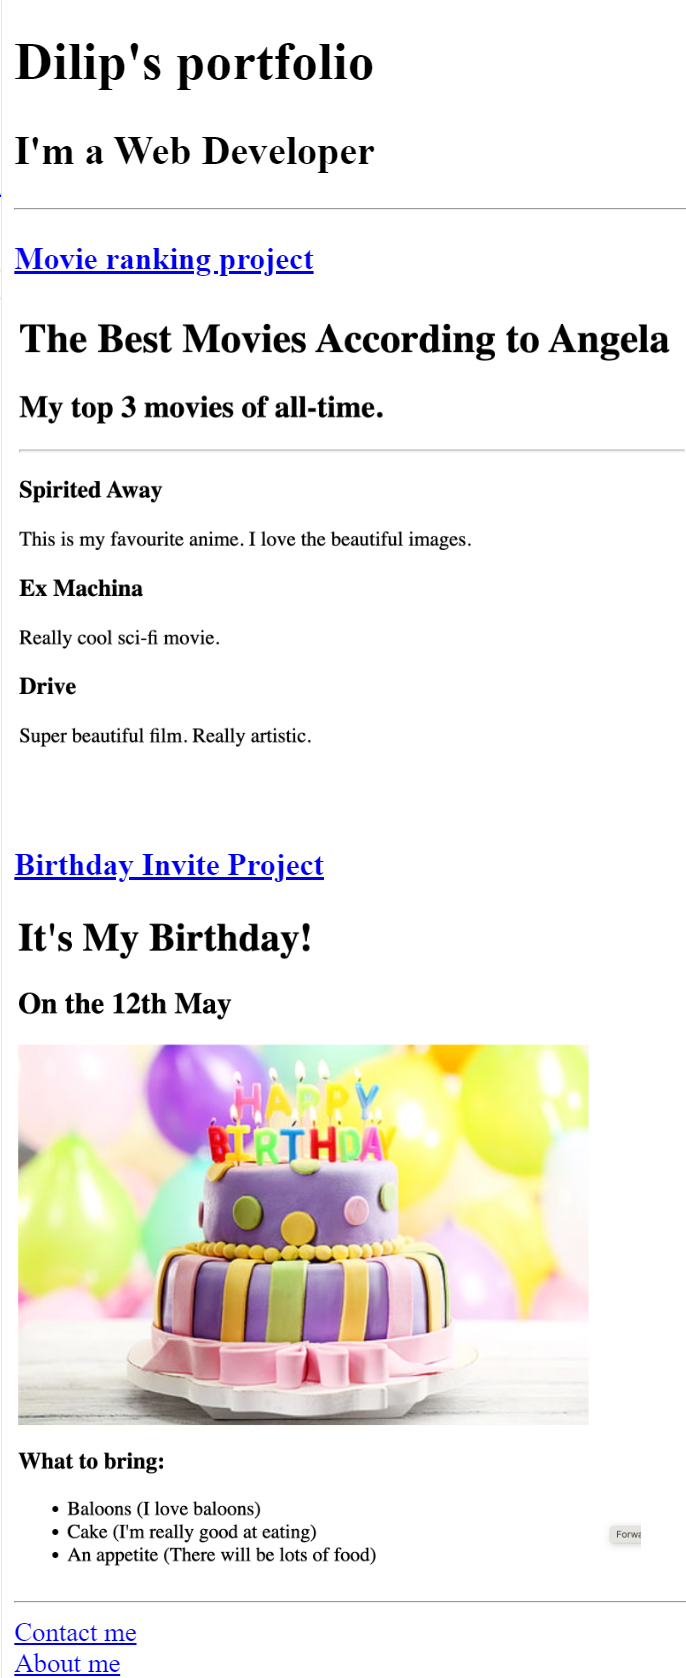 Dilip's portfolio
I'm a Web Developer
Movie ranking project
The Best Movies According to Angela
My top 3 movies of all-time.
Spirited Away
This is my favourite anime. I love the beautiful images.
Ex Machina
Really cool sci-fi movie.
Drive
Super beautiful film. Really artistic.
Birthday Invite Project
It's My Birthday!
On the 12th May
HAPPY
BIRTHDAY
What to bring:
• Baloons (I love baloons)
• Cake (I'm really good at eating)
• An appetite (There will be lots of food)
Forwa
Contact me
About me